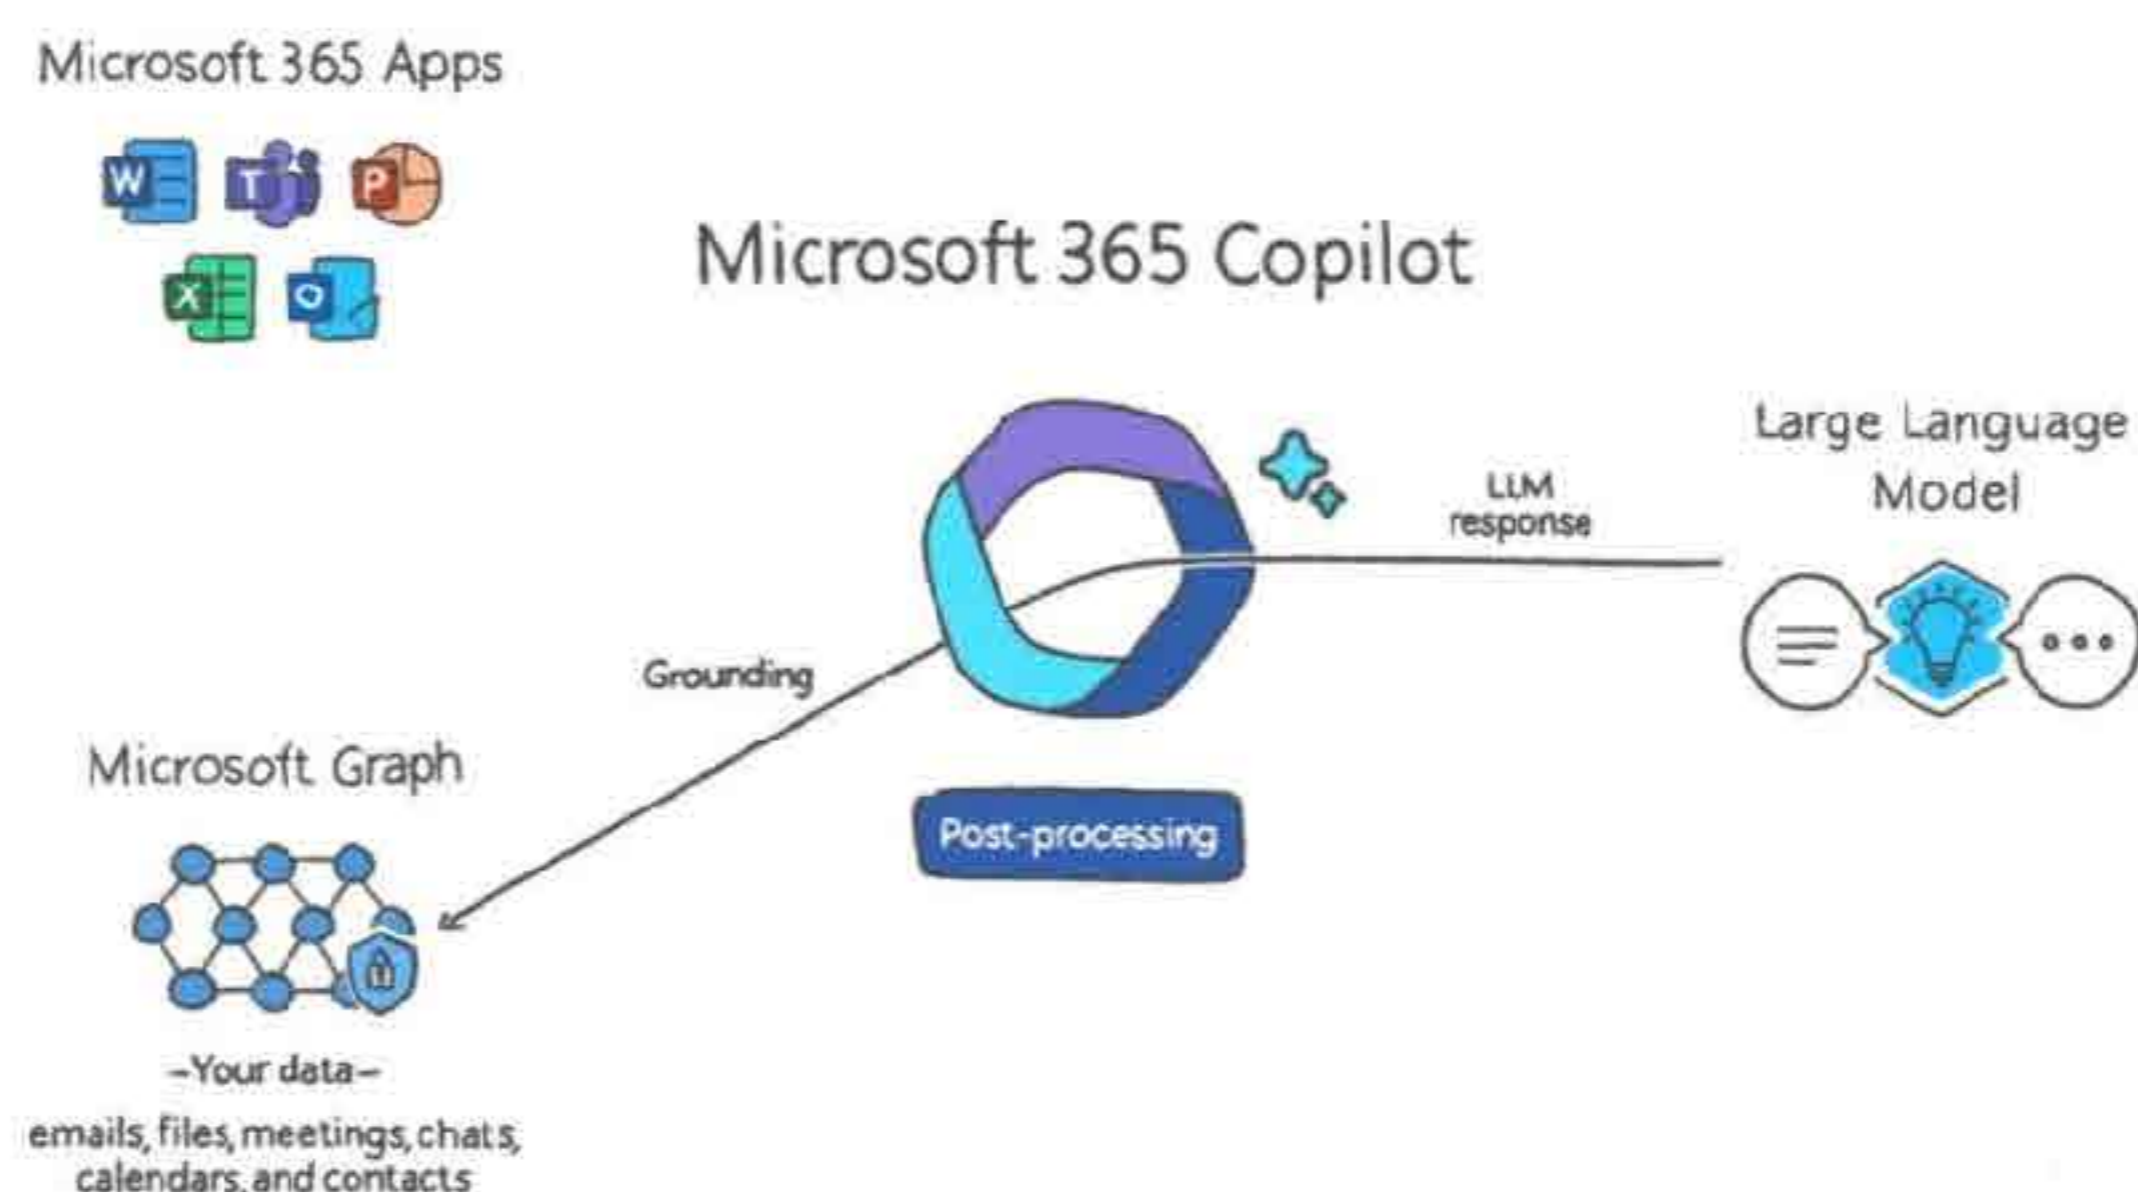 Microsoft 365 Apps
W
T
P
X
O
Microsoft 365 Copilot
Large Language
Model
LLM
response
Grounding
Microsoft Graph
Post-processing
-Your data-
emails, files, meetings, chats,
calendars, and contacts